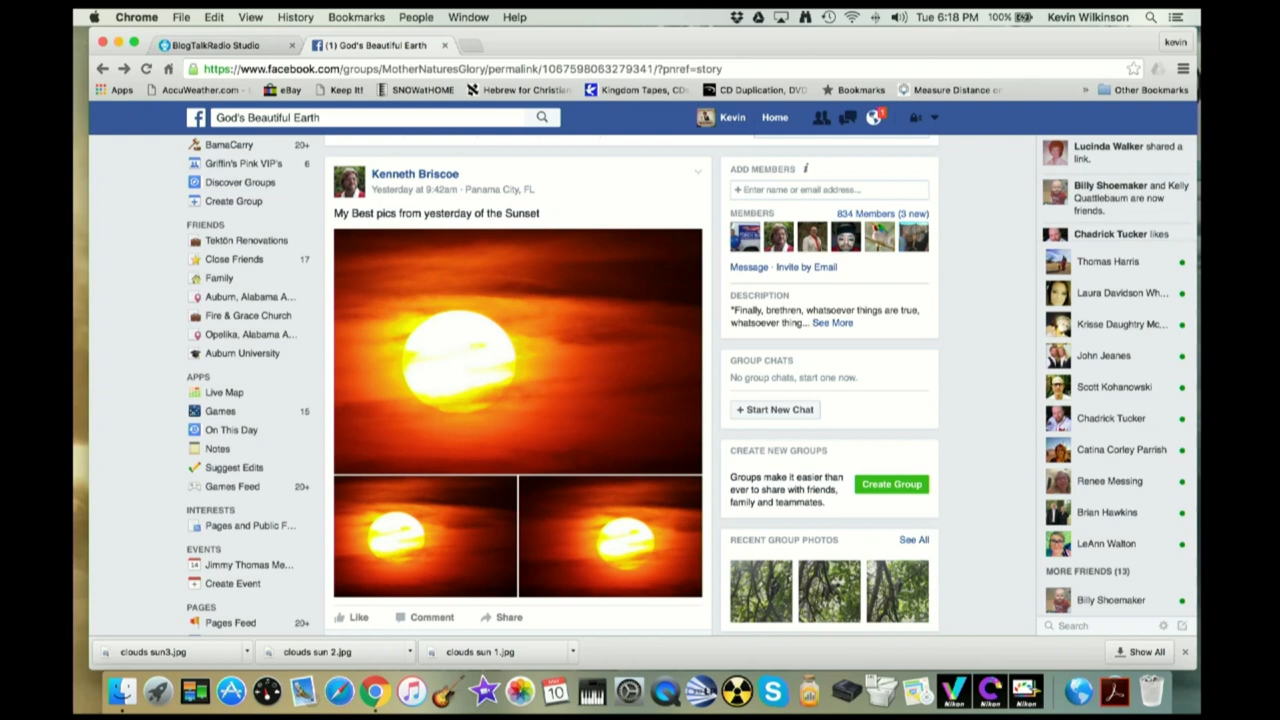 Chrome File Edit View History Bookmarks People Window Help
Tue 6:18 PM 100% Kevin Wilkinson
BlogTalkRadio Studio
(1) God's Beautiful Earth
kevin
https://www.facebook.com/groups/MotherNaturesGlory/permalink/1067598063279341/?pnref=story
Apps AccuWeather.com - eBay Keep It! SNOWatHOME Hebrew for Christian Kingdom Tapes, CDs CD Duplication, DVD Bookmarks Measure Distance or » Other Bookmarks
God's Beautiful Earth
Kevin Home 1
BamaCarry 20+
Griffin's Pink VIP's 6
Discover Groups
Create Group
FRIENDS
Tektōn Renovations
Close Friends 17
Family
Auburn, Alabama A...
Fire & Grace Church
Opelika, Alabama A...
Auburn University
APPS
Live Map
Games 15
On This Day
Notes
Suggest Edits
Games Feed 20+
INTERESTS
Pages and Public F...
EVENTS
14 Jimmy Thomas Me...
Create Event
PAGES
Pages Feed 20+
Kenneth Briscoe
Yesterday at 9:42am · Panama City, FL
My Best pics from yesterday of the Sunset
Like Comment Share
ADD MEMBERS i
+ Enter name or email address...
MEMBERS 834 Members (3 new)
Message · Invite by Email
DESCRIPTION
"Finally, brethren, whatsoever things are true,
whatsoever thing... See More
GROUP CHATS
No group chats, start one now.
+ Start New Chat
CREATE NEW GROUPS
Groups make it easier than
ever to share with friends,
family and teammates.
Create Group
RECENT GROUP PHOTOS See All
Lucinda Walker shared a
link.
Billy Shoemaker and Kelly
Quattlebaum are now
friends.
Chadrick Tucker likes
Thomas Harris
Laura Davidson Wh...
Krisse Daughtry Mc...
John Jeanes
Scott Kohanowski
Chadrick Tucker
Catina Corley Parrish
Renee Messing
Brian Hawkins
LeAnn Walton
MORE FRIENDS (13)
Billy Shoemaker
Search
clouds sun3.jpg
clouds sun 2.jpg
clouds sun 1.jpg
Show All
MAY
10
Nikon
Nikon
Nikon